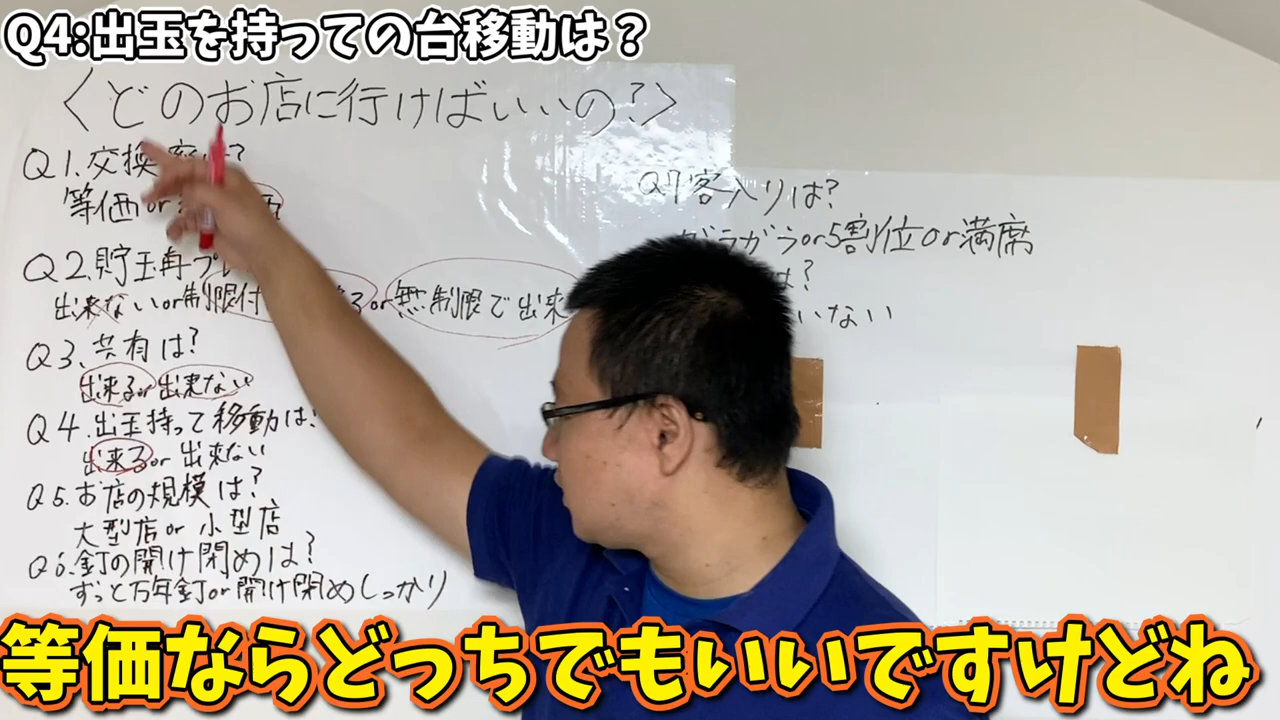 Q4:出玉を持っての台移動は？
〈どのお店に行けばいいの?〉
Q1.交換
等価or
Q2.貯玉再プレ
出来ないor制限付 るor無制限で出来
Q3.共有は?
出来るor出来ない
Q4.出玉持って移動は?
出来るor出来ない
Q5.お店の規模は?
大型店or小型店
Q6.釘の開け閉めは?
ずっと万年釘or開け閉めしっかり
Q7客入りは?
ガラガラor5割位or満席
は?
いない
等価ならどっちでもいいですけどね